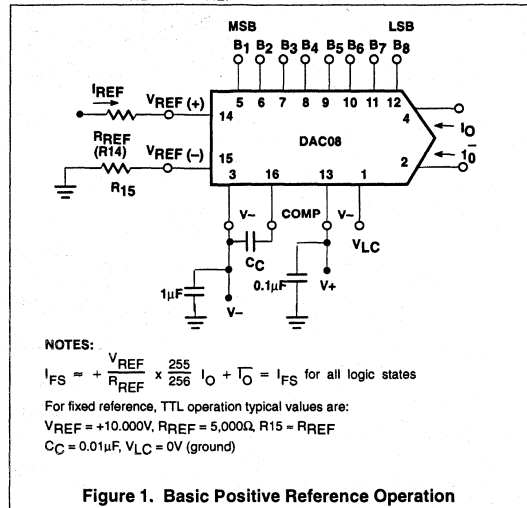 MSB LSB
B1 B2 B3 B4 B5 B6 B7 B8
IREF
VREF (+)
5 6 7 8 9 10 11 12
14
4
IO
RREF
(R14)
VREF (–)
DAC08
15
2
I̅0̅
R15
3 16 13 1
V– COMP V–
VLC
CC
1µF
0.1µF
V+
V–
NOTES:
IFS ≈ + VREF/RREF x 255/256 IO + I̅O̅ = IFS for all logic states
For fixed reference, TTL operation typical values are:
VREF = +10.000V, RREF = 5,000Ω, R15 ≈ RREF
CC = 0.01µF, VLC = 0V (ground)
Figure 1. Basic Positive Reference Operation